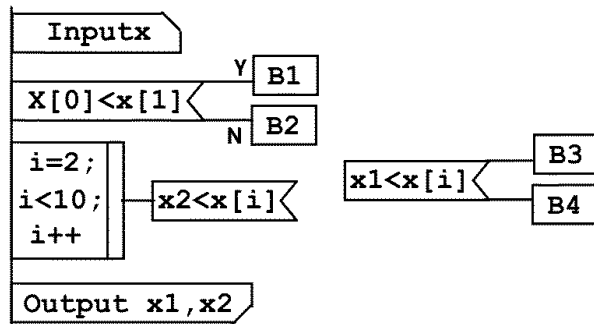 Inputx
X[0]<x[1]
Y
B1
N
B2
i=2;
i<10;
i++
x2<x[i]
x1<x[i]
B3
B4
Output x1,x2